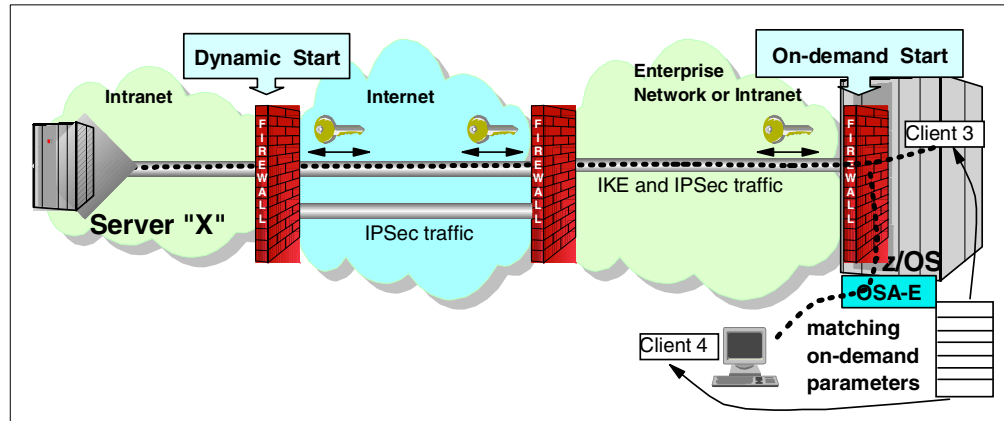 Dynamic Start
On-demand Start
Intranet
Internet
Enterprise
Network or Intranet
FIREWALL
FIREWALL
FIREWALL
Client 3
Server "X"
IPSec traffic
IKE and IPSec traffic
z/OS
OSA-E
Client 4
matching
on-demand
parameters